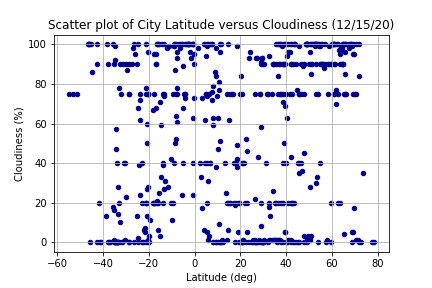 Scatter plot of City Latitude versus Cloudiness (12/15/20)
100
80
60
40
20
0
Cloudiness (%)
−60 −40 −20 0 20 40 60 80
Latitude (deg)